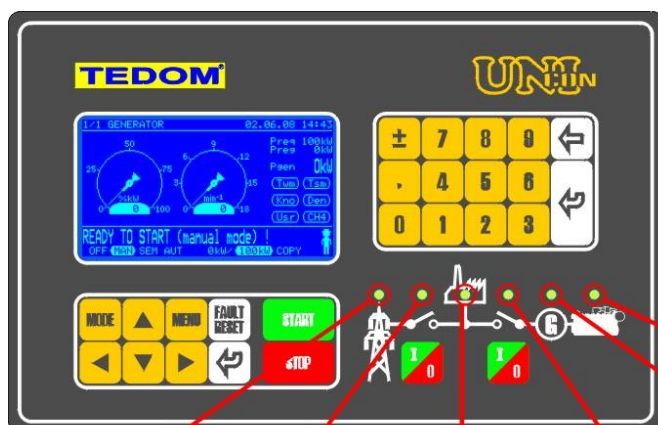 TEDOM
UNI
1/1 GENERATOR 02.06.08 14:43
50
25 75
%kW
0 0 100
9
6 12
3 15
min-1
0 0 18
Preq 100kW
Preg 0kW
Pgen 0kW
Twm Tsm
Kno Den
Usr CH4
READY TO START (manual mode) !
OFF MAN SEM AUT 0kW/ 100kW COPY
± 7 8 9
, 4 5 6
0 1 2 3
MODE MENU FAULT RESET START
STOP
G
I 0
I 0